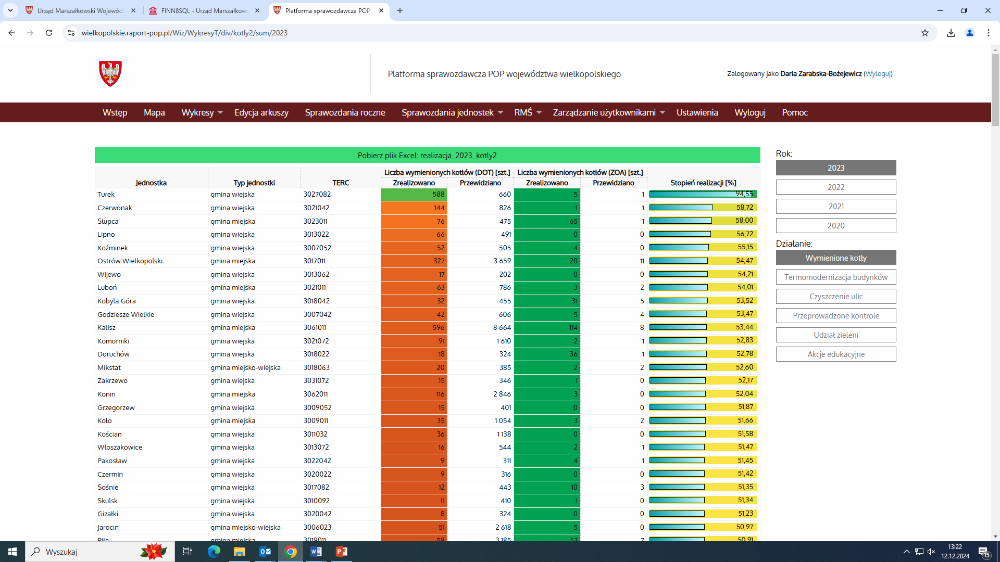 Urząd Marszałkowski Wojewód
FINN8SQL - Urząd Marszałkows
Platforma sprawozdawcza POP
wielkopolskie.raport-pop.pl/Wiz/WykresyT/div/kotly2/sum/2023
Platforma sprawozdawcza POP województwa wielkopolskiego
Zalogowany jako Daria Zarabska-Bożejewicz (Wyloguj)
Wstęp Mapa Wykresy Edycja arkuszy Sprawozdania roczne Sprawozdania jednostek RMŚ Zarządzanie użytkownikami Ustawienia Wyloguj Pomoc
Pobierz plik Excel: realizacja_2023_kotly2
Liczba wymienionych kotłów (DOT) [szt.] Liczba wymienionych kotłów (ZOA) [szt.]
Jednostka Typ jednostki TERC Zrealizowano Przewidziano Zrealizowano Przewidziano Stopień realizacji [%]
Turek gmina wiejska 3027082 588 660 5 1 94,55
Czerwonak gmina wiejska 3021042 144 826 1 1 58,72
Słupca gmina miejska 3023011 76 475 65 1 58,00
Lipno gmina wiejska 3013022 66 491 0 0 56,72
Koźminek gmina wiejska 3007052 52 505 4 0 55,15
Ostrów Wielkopolski gmina miejska 3017011 327 3 659 20 11 54,47
Wijewo gmina wiejska 3013062 17 202 0 0 54,21
Luboń gmina miejska 3021011 63 786 3 2 54,01
Kobyla Góra gmina wiejska 3018042 32 455 31 5 53,52
Godziesze Wielkie gmina wiejska 3007042 42 606 5 4 53,47
Kalisz gmina miejska 3061011 596 8 664 114 8 53,44
Komorniki gmina wiejska 3021072 91 1 610 2 1 52,83
Doruchów gmina wiejska 3018022 18 324 36 1 52,78
Mikstat gmina miejsko-wiejska 3018063 20 385 2 2 52,60
Zakrzewo gmina wiejska 3031072 15 346 1 0 52,17
Konin gmina miejska 3062011 116 2 846 3 0 52,04
Grzegorzew gmina wiejska 3009052 15 401 0 0 51,87
Koło gmina miejska 3009011 35 1 054 3 2 51,66
Kościan gmina wiejska 3011032 36 1 138 0 0 51,58
Włoszakowice gmina wiejska 3013072 16 544 2 1 51,47
Pakosław gmina wiejska 3022042 9 311 4 1 51,45
Czermin gmina wiejska 3020022 9 316 0 0 51,42
Sośnie gmina wiejska 3017082 12 443 10 3 51,35
Skulsk gmina wiejska 3010092 11 410 1 0 51,34
Gizałki gmina wiejska 3020042 8 324 0 0 51,23
Jarocin gmina miejsko-wiejska 3006023 51 2 618 5 0 50,97
Piła gmina miejska 3019011 58 3 185 57 7 50,91
Rok:
2023
2022
2021
2020
Działanie:
Wymienione kotły
Termomodernizacja budynków
Czyszczenie ulic
Przeprowadzone kontrole
Udział zieleni
Akcje edukacyjne
Wyszukaj
13:22
12.12.2024
15